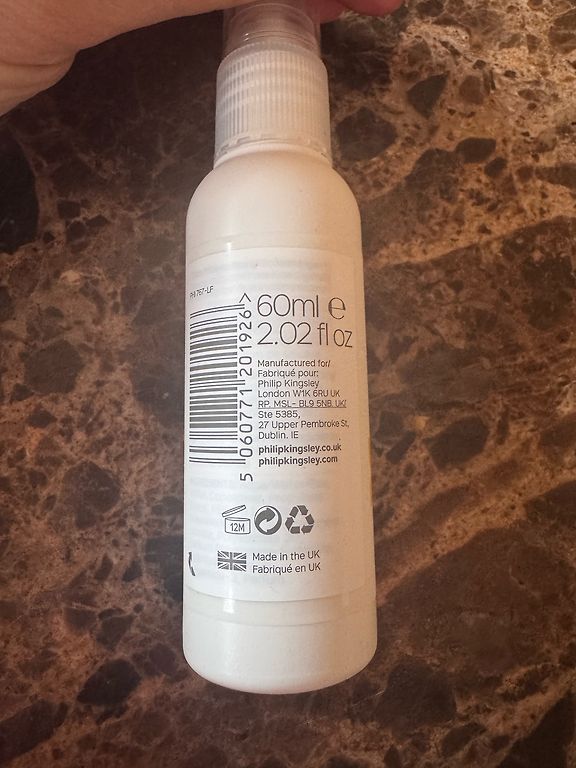 PHI767-LF
5 060771 201926 >
60ml e
2.02 fl oz
Manufactured for/
Fabriqué pour:
Philip Kingsley
London W1K 6RU UK
RP. MSL- BL9 5NB. UK/
Ste 5385,
27 Upper Pembroke St,
Dublin. IE
philipkingsley.co.uk
philipkingsley.com
12M
Made in the UK
Fabriqué en UK